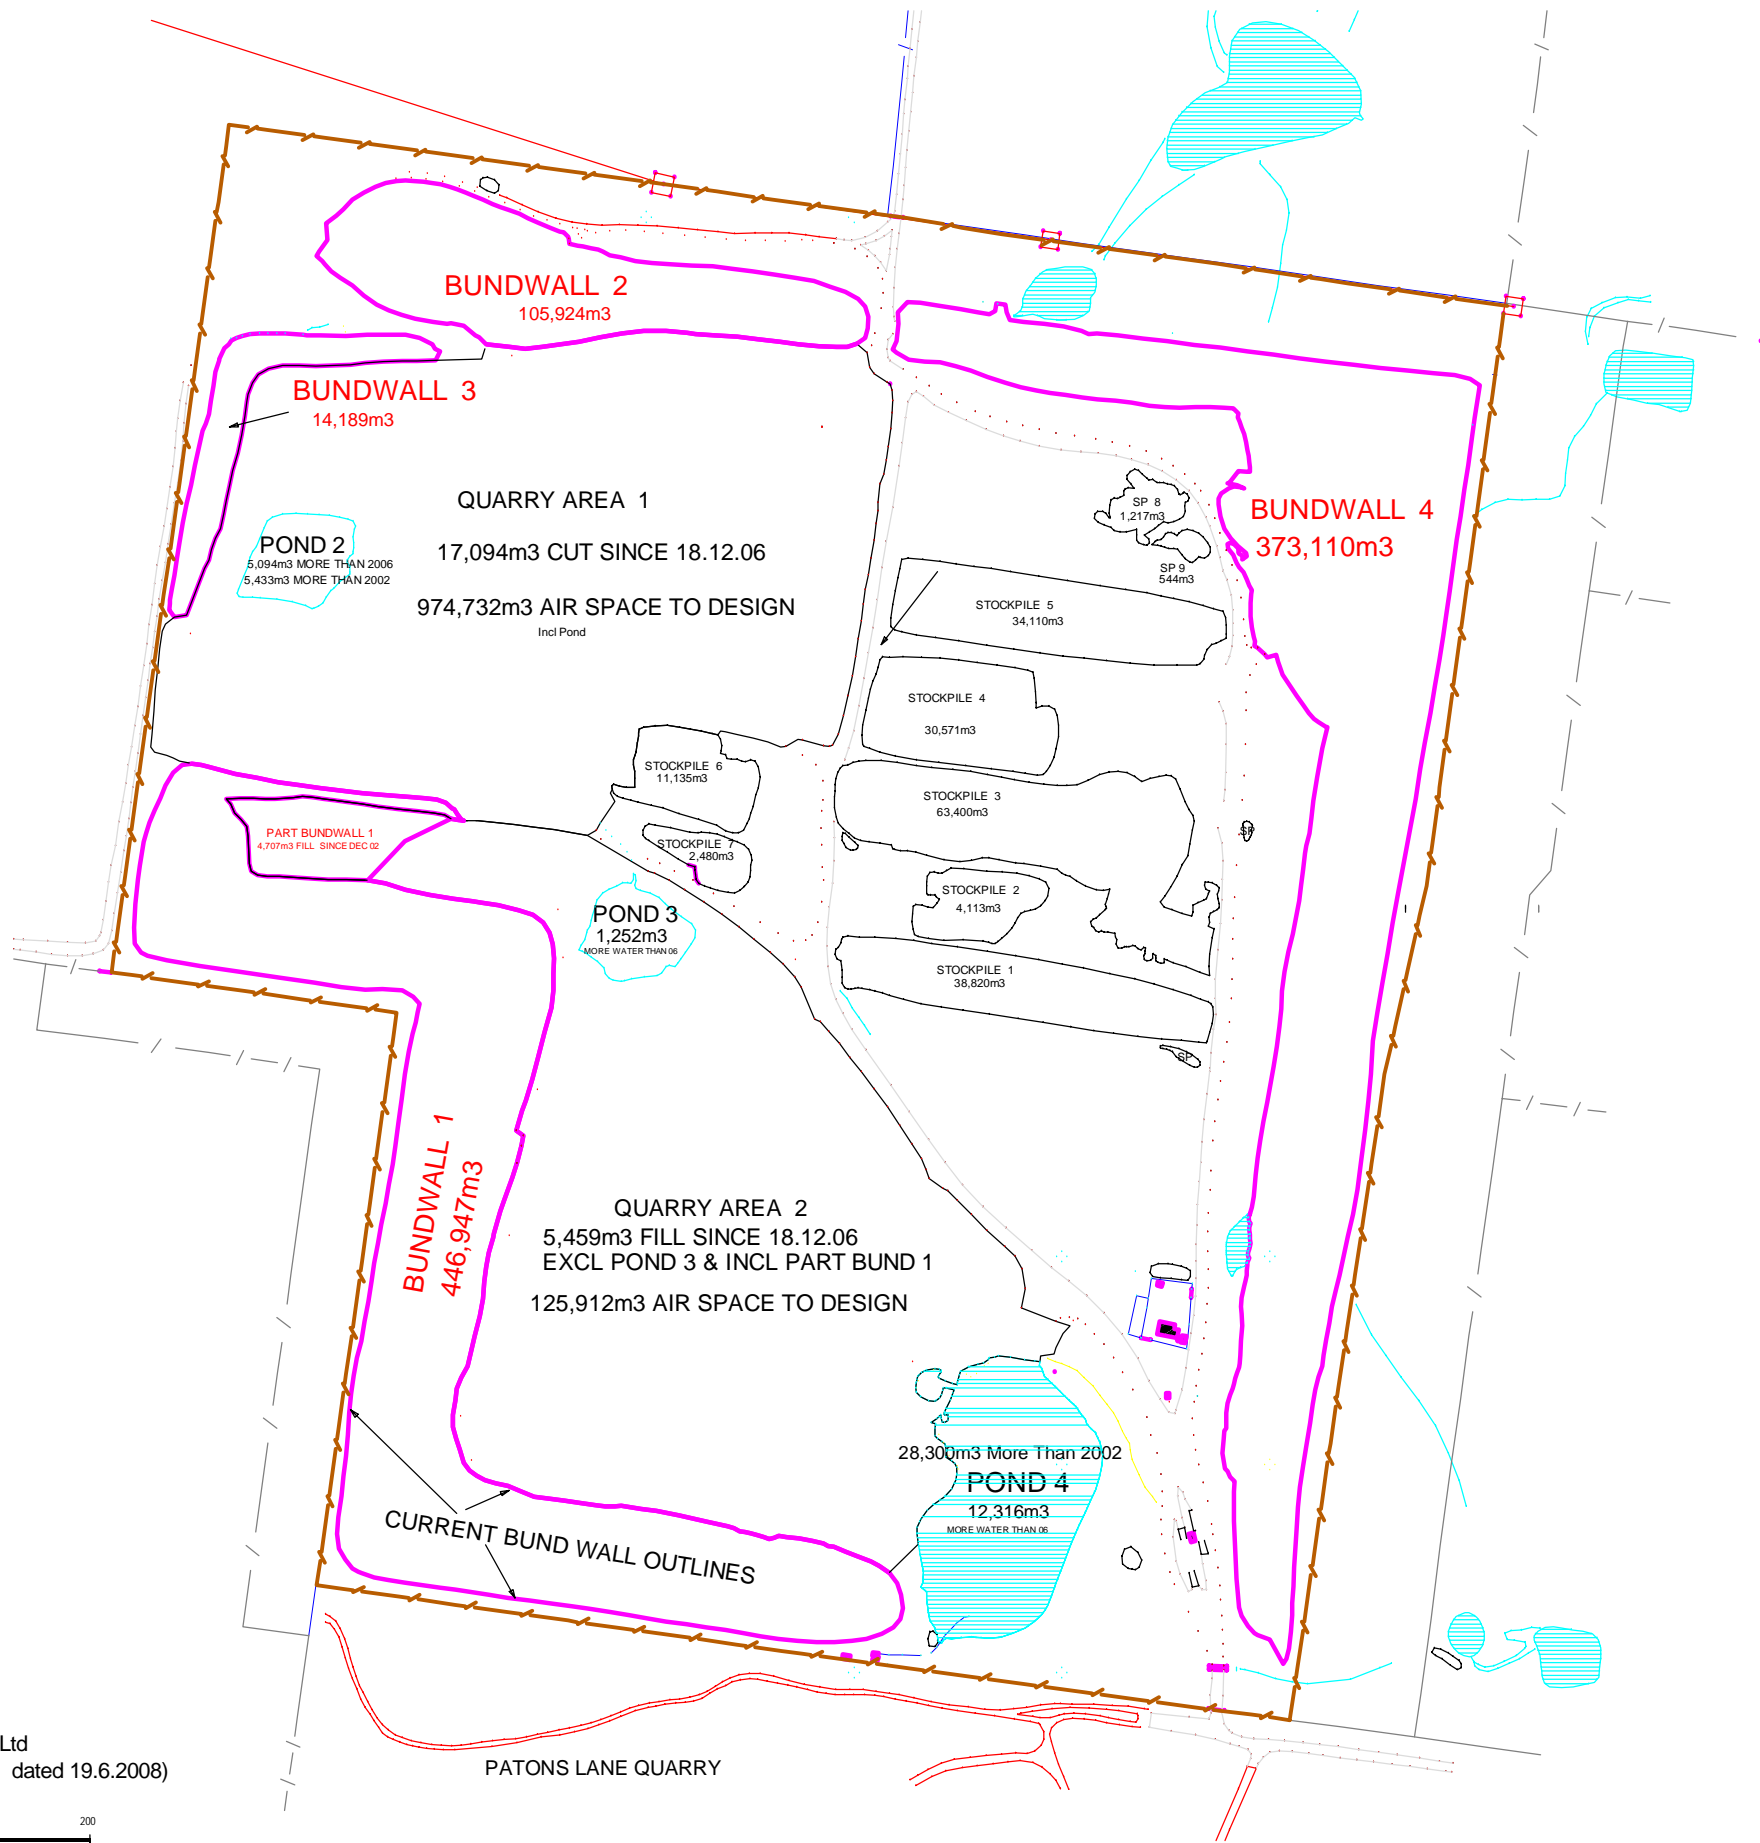 BUNDWALL 2
105,924m3
BUNDWALL 3
14,189m3
QUARRY AREA 1
17,094m3 CUT SINCE 18.12.06
974,732m3 AIR SPACE TO DESIGN
Incl Pond
POND 2
5,094m3 MORE THAN 2006
5,433m3 MORE THAN 2002
SP 8
1,217m3
SP 9
544m3
BUNDWALL 4
373,110m3
STOCKPILE 5
34,110m3
STOCKPILE 4
30,571m3
STOCKPILE 6
11,135m3
STOCKPILE 3
63,400m3
SP
PART BUNDWALL 1
4,707m3 FILL SINCE DEC 02
STOCKPILE 7
2,480m3
STOCKPILE 2
4,113m3
POND 3
1,252m3
MORE WATER THAN 06
STOCKPILE 1
38,820m3
SP
BUNDWALL 1
446,947m3
QUARRY AREA 2
5,459m3 FILL SINCE 18.12.06
EXCL POND 3 & INCL PART BUND 1
125,912m3 AIR SPACE TO DESIGN
28,300m3 More Than 2002
POND 4
12,316m3
MORE WATER THAN 06
CURRENT BUND WALL OUTLINES
Ltd
dated 19.6.2008)
PATONS LANE QUARRY
200